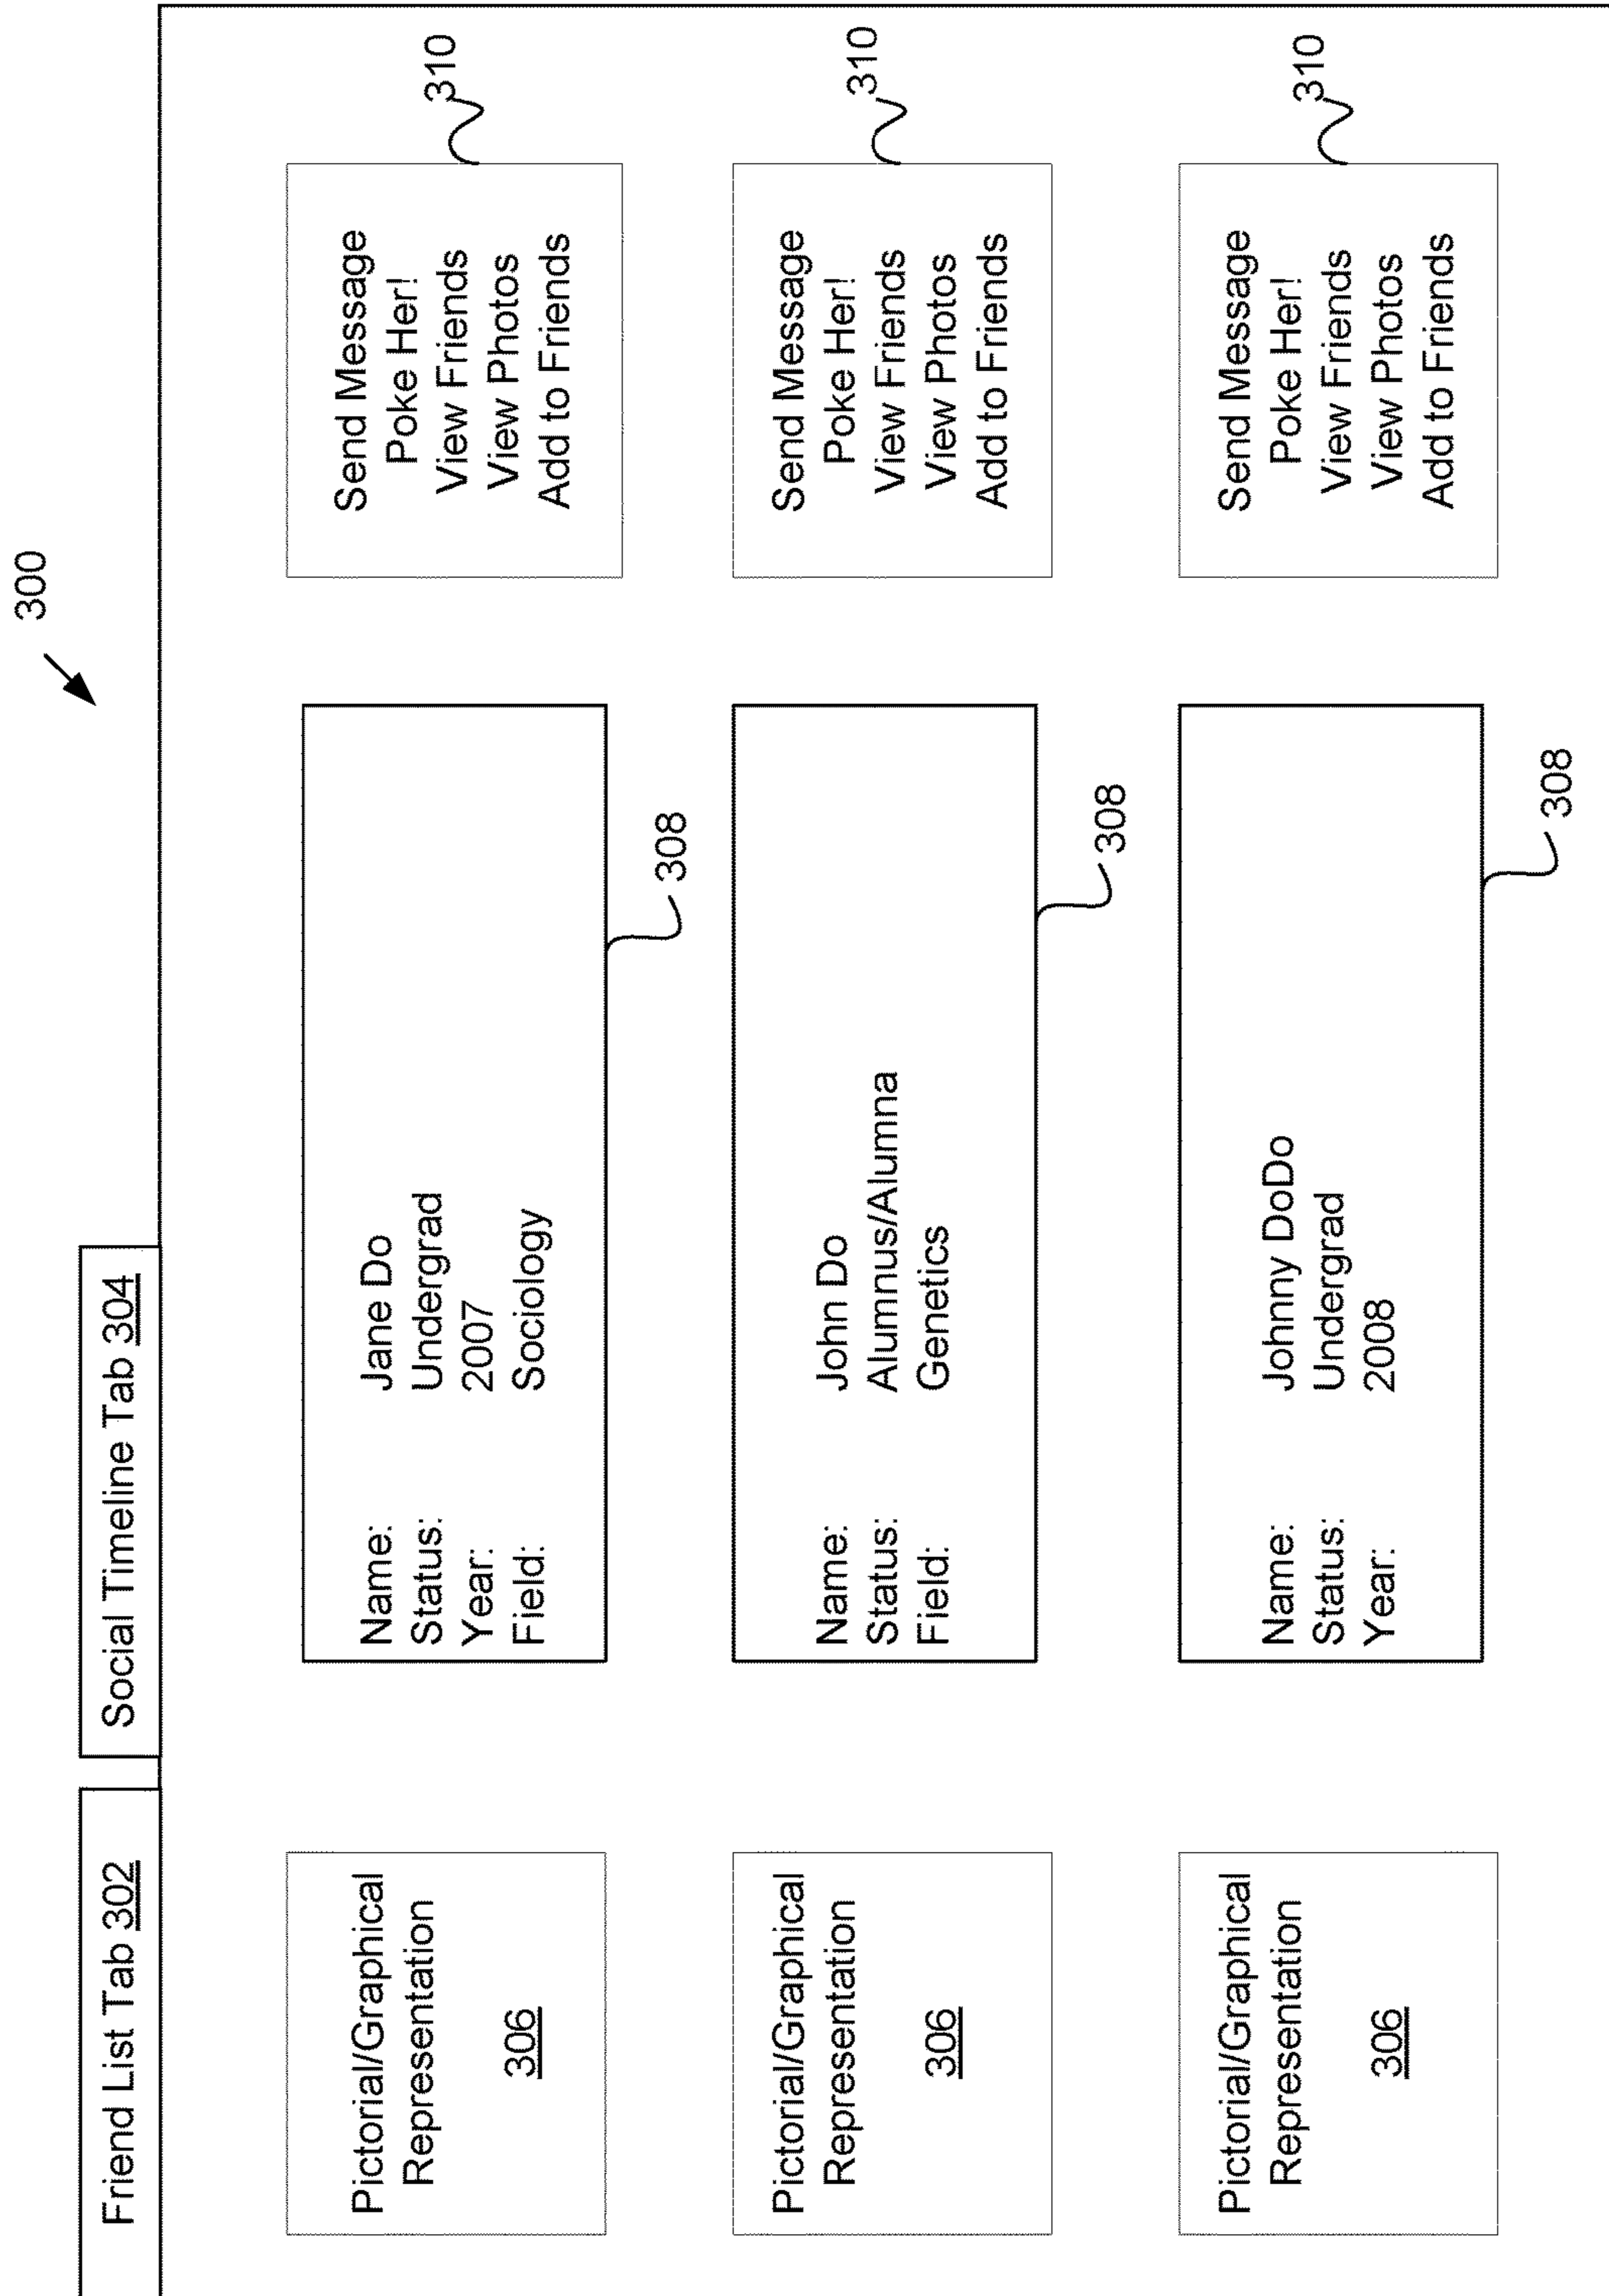 300
Friend List Tab 302
Social Timeline Tab 304
Pictorial/Graphical
Representation
306
Name: Jane Do
Status: Undergrad
Year: 2007
Field: Sociology
308
Send Message
Poke Her!
View Friends
View Photos
Add to Friends
310
Pictorial/Graphical
Representation
306
Name: John Do
Status: Alumnus/Alumna
Field: Genetics
308
Send Message
Poke Her!
View Friends
View Photos
Add to Friends
310
Pictorial/Graphical
Representation
306
Name: Johnny DoDo
Status: Undergrad
Year: 2008
308
Send Message
Poke Her!
View Friends
View Photos
Add to Friends
310